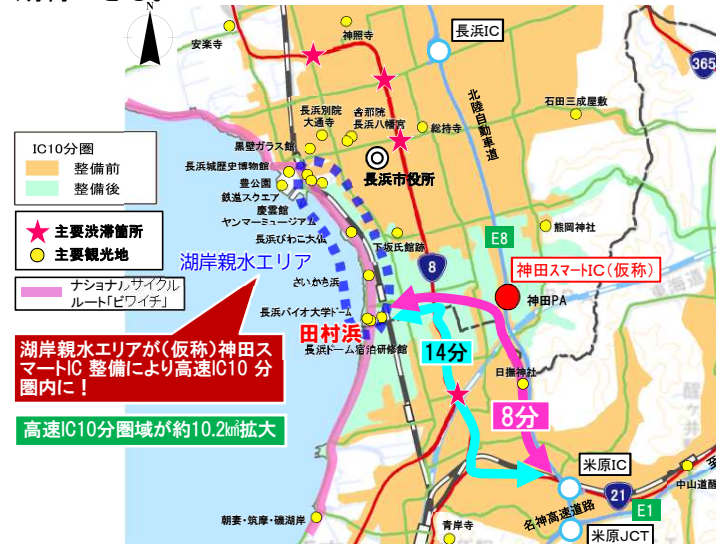 N
安楽寺
神照寺
長浜IC
365
北陸自動車道
石田三成屋敷
長浜別院
大通寺
舎那院
長浜八幡宮
総持寺
IC10分圏
整備前
整備後
黒壁ガラス館
長浜城歴史博物館
豊公園
鉄道スクエア
慶雲館
ヤンマーミュージアム
長浜市役所
長浜びわこ大仏
下坂氏館跡
熊岡神社
E8
主要渋滞箇所
主要観光地
湖岸親水エリア
8
神田スマートIC(仮称)
神田PA
東海道
ナショナルサイクル
ルート「ビワイチ」
さいかち浜
長浜バイオ大学ドーム
田村浜
長浜ドーム宿泊研修館
14分
日撫神社
8分
湖岸親水エリアが(仮称)神田ス
マートIC 整備により高速IC10 分
圏内に!
高速IC10分圏域が約10.2㎢拡大
醒ヶ井
米原IC
21
中山道醒
至
E1
名神高速道路
米原JCT
朝妻・筑摩・磯湖岸
青岸寺